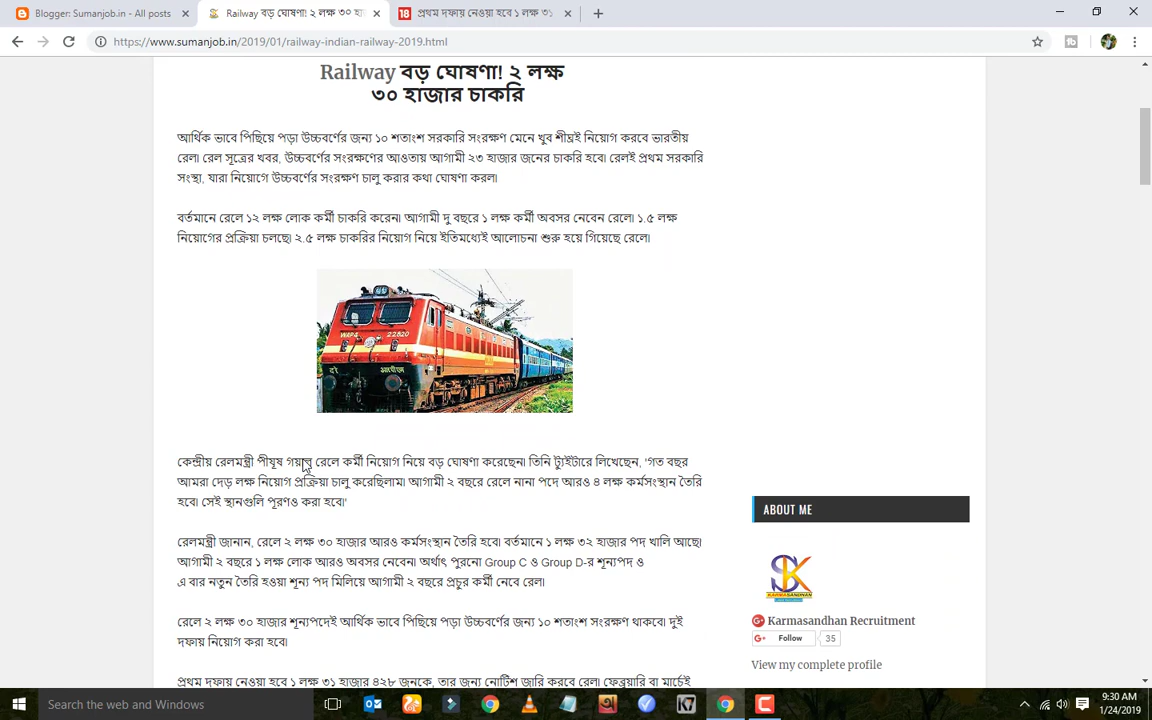 Blogger: Sumanjob.in - All posts
Railway বড় ঘোষণা! ২ লক্ষ ৩০ হা
18 প্রথম দফায় নেওয়া হবে ১ লক্ষ ৩১
https://www.sumanjob.in/2019/01/railway-indian-railway-2019.html
Railway বড় ঘোষণা! ২ লক্ষ
৩০ হাজার চাকরি
আর্থিক ভাবে পিছিয়ে পড়া উচ্চবর্ণের জন্য ১০ শতাংশ সরকারি সংরক্ষণ মেনে খুব শীঘ্রই নিয়োগ করবে ভারতীয়
রেল। রেল সূত্রের খবর, উচ্চবর্ণের সংরক্ষণের আওতায় আগামী ২৩ হাজার জনের চাকরি হবে। রেলই প্রথম সরকারি
সংস্থা, যারা নিয়োগে উচ্চবর্ণের সংরক্ষণ চালু করার কথা ঘোষণা করল।
বর্তমানে রেলে ১২ লক্ষ লোক কর্মী চাকরি করেন। আগামী দু বছরে ১ লক্ষ কর্মী অবসর নেবেন রেলে। ১.৫ লক্ষ
নিয়োগের প্রক্রিয়া চলছে। ২.৫ লক্ষ চাকরির নিয়োগ নিয়ে ইতিমধ্যেই আলোচনা শুরু হয়ে গিয়েছে রেলে।
WAP4 22820
কেন্দ্রীয় রেলমন্ত্রী পীযূষ গয়াল রেলে কর্মী নিয়োগ নিয়ে বড় ঘোষণা করেছেন। তিনি ট্যুইটারে লিখেছেন, 'গত বছর
আমরা দেড় লক্ষ নিয়োগ প্রক্রিয়া চালু করেছিলাম। আগামী ২ বছরে রেলে নানা পদে আরও ৪ লক্ষ কর্মসংস্থান তৈরি
হবে। সেই স্থানগুলি পূরণও করা হবে।'
রেলমন্ত্রী জানান, রেলে ২ লক্ষ ৩০ হাজার আরও কর্মসংস্থান তৈরি হবে। বর্তমানে ১ লক্ষ ৩২ হাজার পদ খালি আছে।
আগামী ২ বছরে ১ লক্ষ লোক আরও অবসর নেবেন। অর্থাৎ পুরনো Group C ও Group D-র শূন্যপদ ও
এ বার নতুন তৈরি হওয়া শূন্য পদ মিলিয়ে আগামী ২ বছরে প্রচুর কর্মী নেবে রেল।
রেলে ২ লক্ষ ৩০ হাজার শূন্যপদেই আর্থিক ভাবে পিছিয়ে পড়া উচ্চবর্ণের জন্য ১০ শতাংশ সংরক্ষণ থাকবে। দুই
দফায় নিয়োগ করা হবে।
প্রথম দফায় নেওয়া হবে ১ লক্ষ ৩১ হাজার ৪২৮ জনকে, তার জন্য নোটিশ জারি করবে রেল। ফেব্রুয়ারি বা মার্চেই
ABOUT ME
SK
KARMASANDHAN
Karmasandhan Recruitment
G+ Follow 35
View my complete profile
Search the web and Windows
9:30 AM
1/24/2019